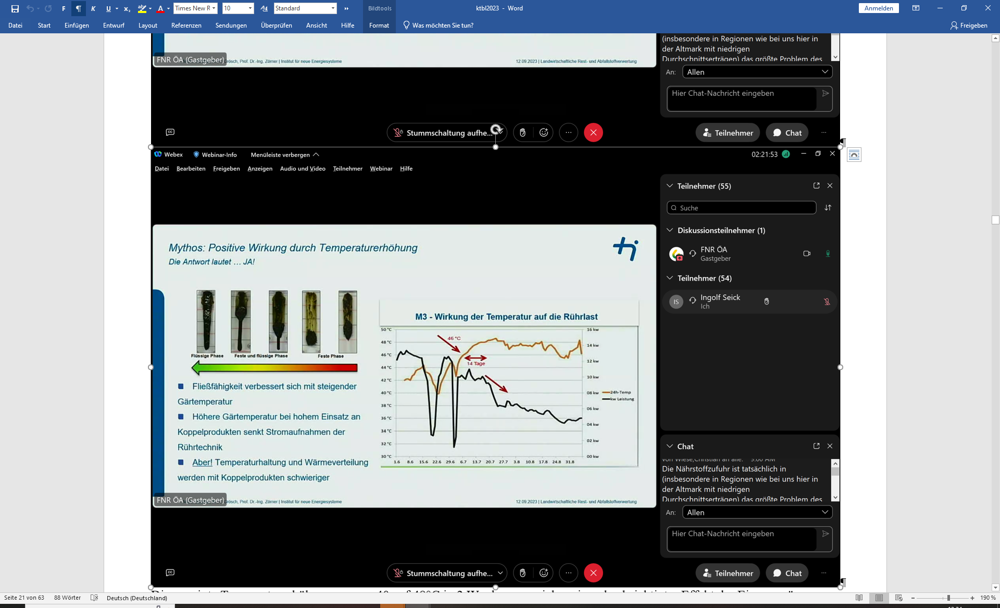 F ¶ K U x₂ ab A Times New R 10 Standard Bildtools ktbl2023 - Word Anmelden
Datei Start Einfügen Entwurf Layout Referenzen Sendungen Überprüfen Ansicht Hilfe Format Was möchten Sie tun? Freigeben
(insbesondere in Regionen wie bei uns hier in
der Altmark mit niedrigen
Durchschnittserträgen) das größte Problem des
FNR ÖA (Gastgeber)
rösch, Prof. Dr.-Ing. Zörner | Institut für neue Energiesysteme
12.09.2023 | Landwirtschaftliche Rest- und Abfallstoffverwertung
An: Allen
Hier Chat-Nachricht eingeben
Stummschaltung aufhe...
Teilnehmer
Chat
Webex Webinar-Info Menüleiste verbergen 02:21:53
Datei Bearbeiten Freigeben Anzeigen Audio und Video Teilnehmer Webinar Hilfe
Teilnehmer (55)
Suche
Diskussionsteilnehmer (1)
FNR ÖA
Gastgeber
Teilnehmer (54)
IS
Ingolf Seick
Ich
Mythos: Positive Wirkung durch Temperaturerhöhung
Die Antwort lautet … JA!
Flüssige Phase Feste und flüssige Phase Feste Phase
Fließfähigkeit verbessert sich mit steigender
Gärtemperatur
Höhere Gärtemperatur bei hohem Einsatz an
Koppelprodukten senkt Stromaufnahmen der
Rührtechnik
Aber! Temperaturhaltung und Wärmeverteilung
werden mit Koppelprodukten schwieriger
M3 - Wirkung der Temperatur auf die Rührlast
50 °C
48 °C
46 °C
44 °C
42 °C
40 °C
38 °C
36 °C
34 °C
32 °C
30 °C
46 °C
14 Tage
16 kw
14 kw
12 kw
10 kw
08 kw
06 kw
04 kw
02 kw
00 kw
24h-Temp
kw Leistung
1.6 8.6 15.6 22.6 29.6 6.7 13.7 20.7 27.7 3.8 10.8 17.8 24.8 31.8
FNR ÖA (Gastgeber)
rösch, Prof. Dr.-Ing. Zörner | Institut für neue Energiesysteme
12.09.2023 | Landwirtschaftliche Rest- und Abfallstoffverwertung
Chat
von Wiese,Christian an alle: 9:00 AM
Die Nährstoffzufuhr ist tatsächlich in
(insbesondere in Regionen wie bei uns hier in
der Altmark mit niedrigen
Durchschnittserträgen) das größte Problem des
An: Allen
Hier Chat-Nachricht eingeben
Stummschaltung aufhe...
Teilnehmer
Chat
Seite 21 von 63 88 Wörter Deutsch (Deutschland) 190 %